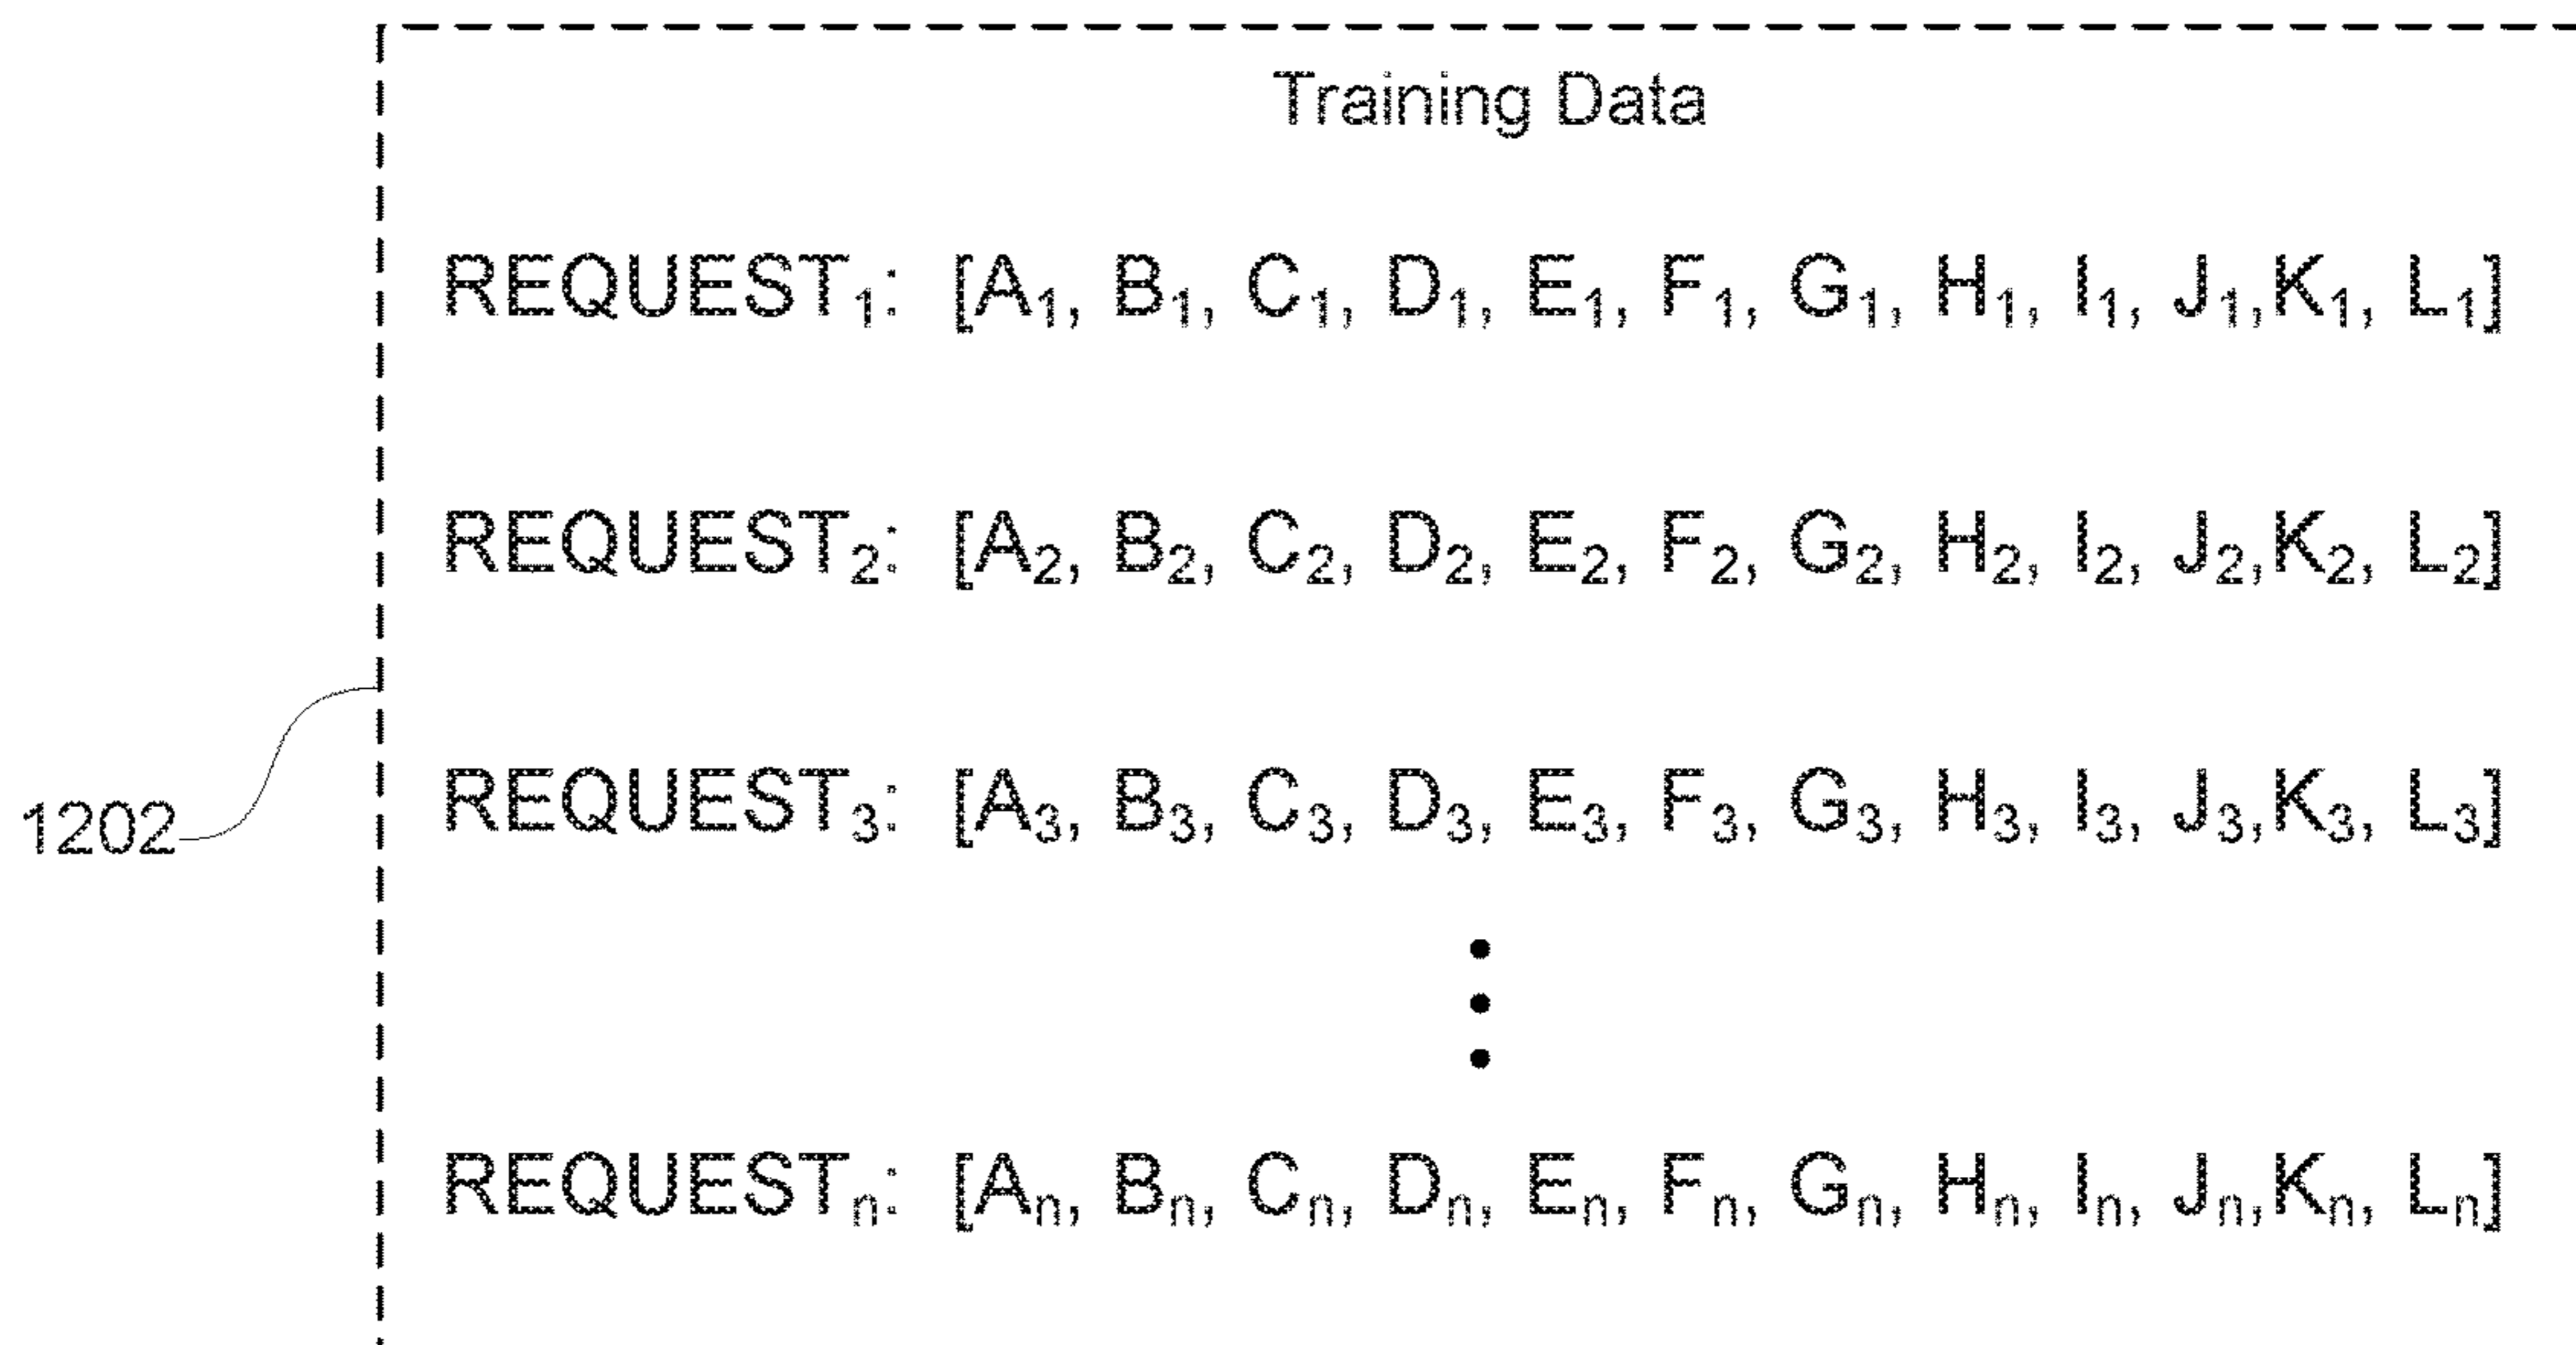 Training Data
REQUEST₁: [A₁, B₁, C₁, D₁, E₁, F₁, G₁, H₁, I₁, J₁,K₁, L₁]
REQUEST₂: [A₂, B₂, C₂, D₂, E₂, F₂, G₂, H₂, I₂, J₂,K₂, L₂]
1202
REQUEST₃: [A₃, B₃, C₃, D₃, E₃, F₃, G₃, H₃, I₃, J₃,K₃, L₃]
REQUESTₙ: [Aₙ, Bₙ, Cₙ, Dₙ, Eₙ, Fₙ, Gₙ, Hₙ, Iₙ, Jₙ,Kₙ, Lₙ]